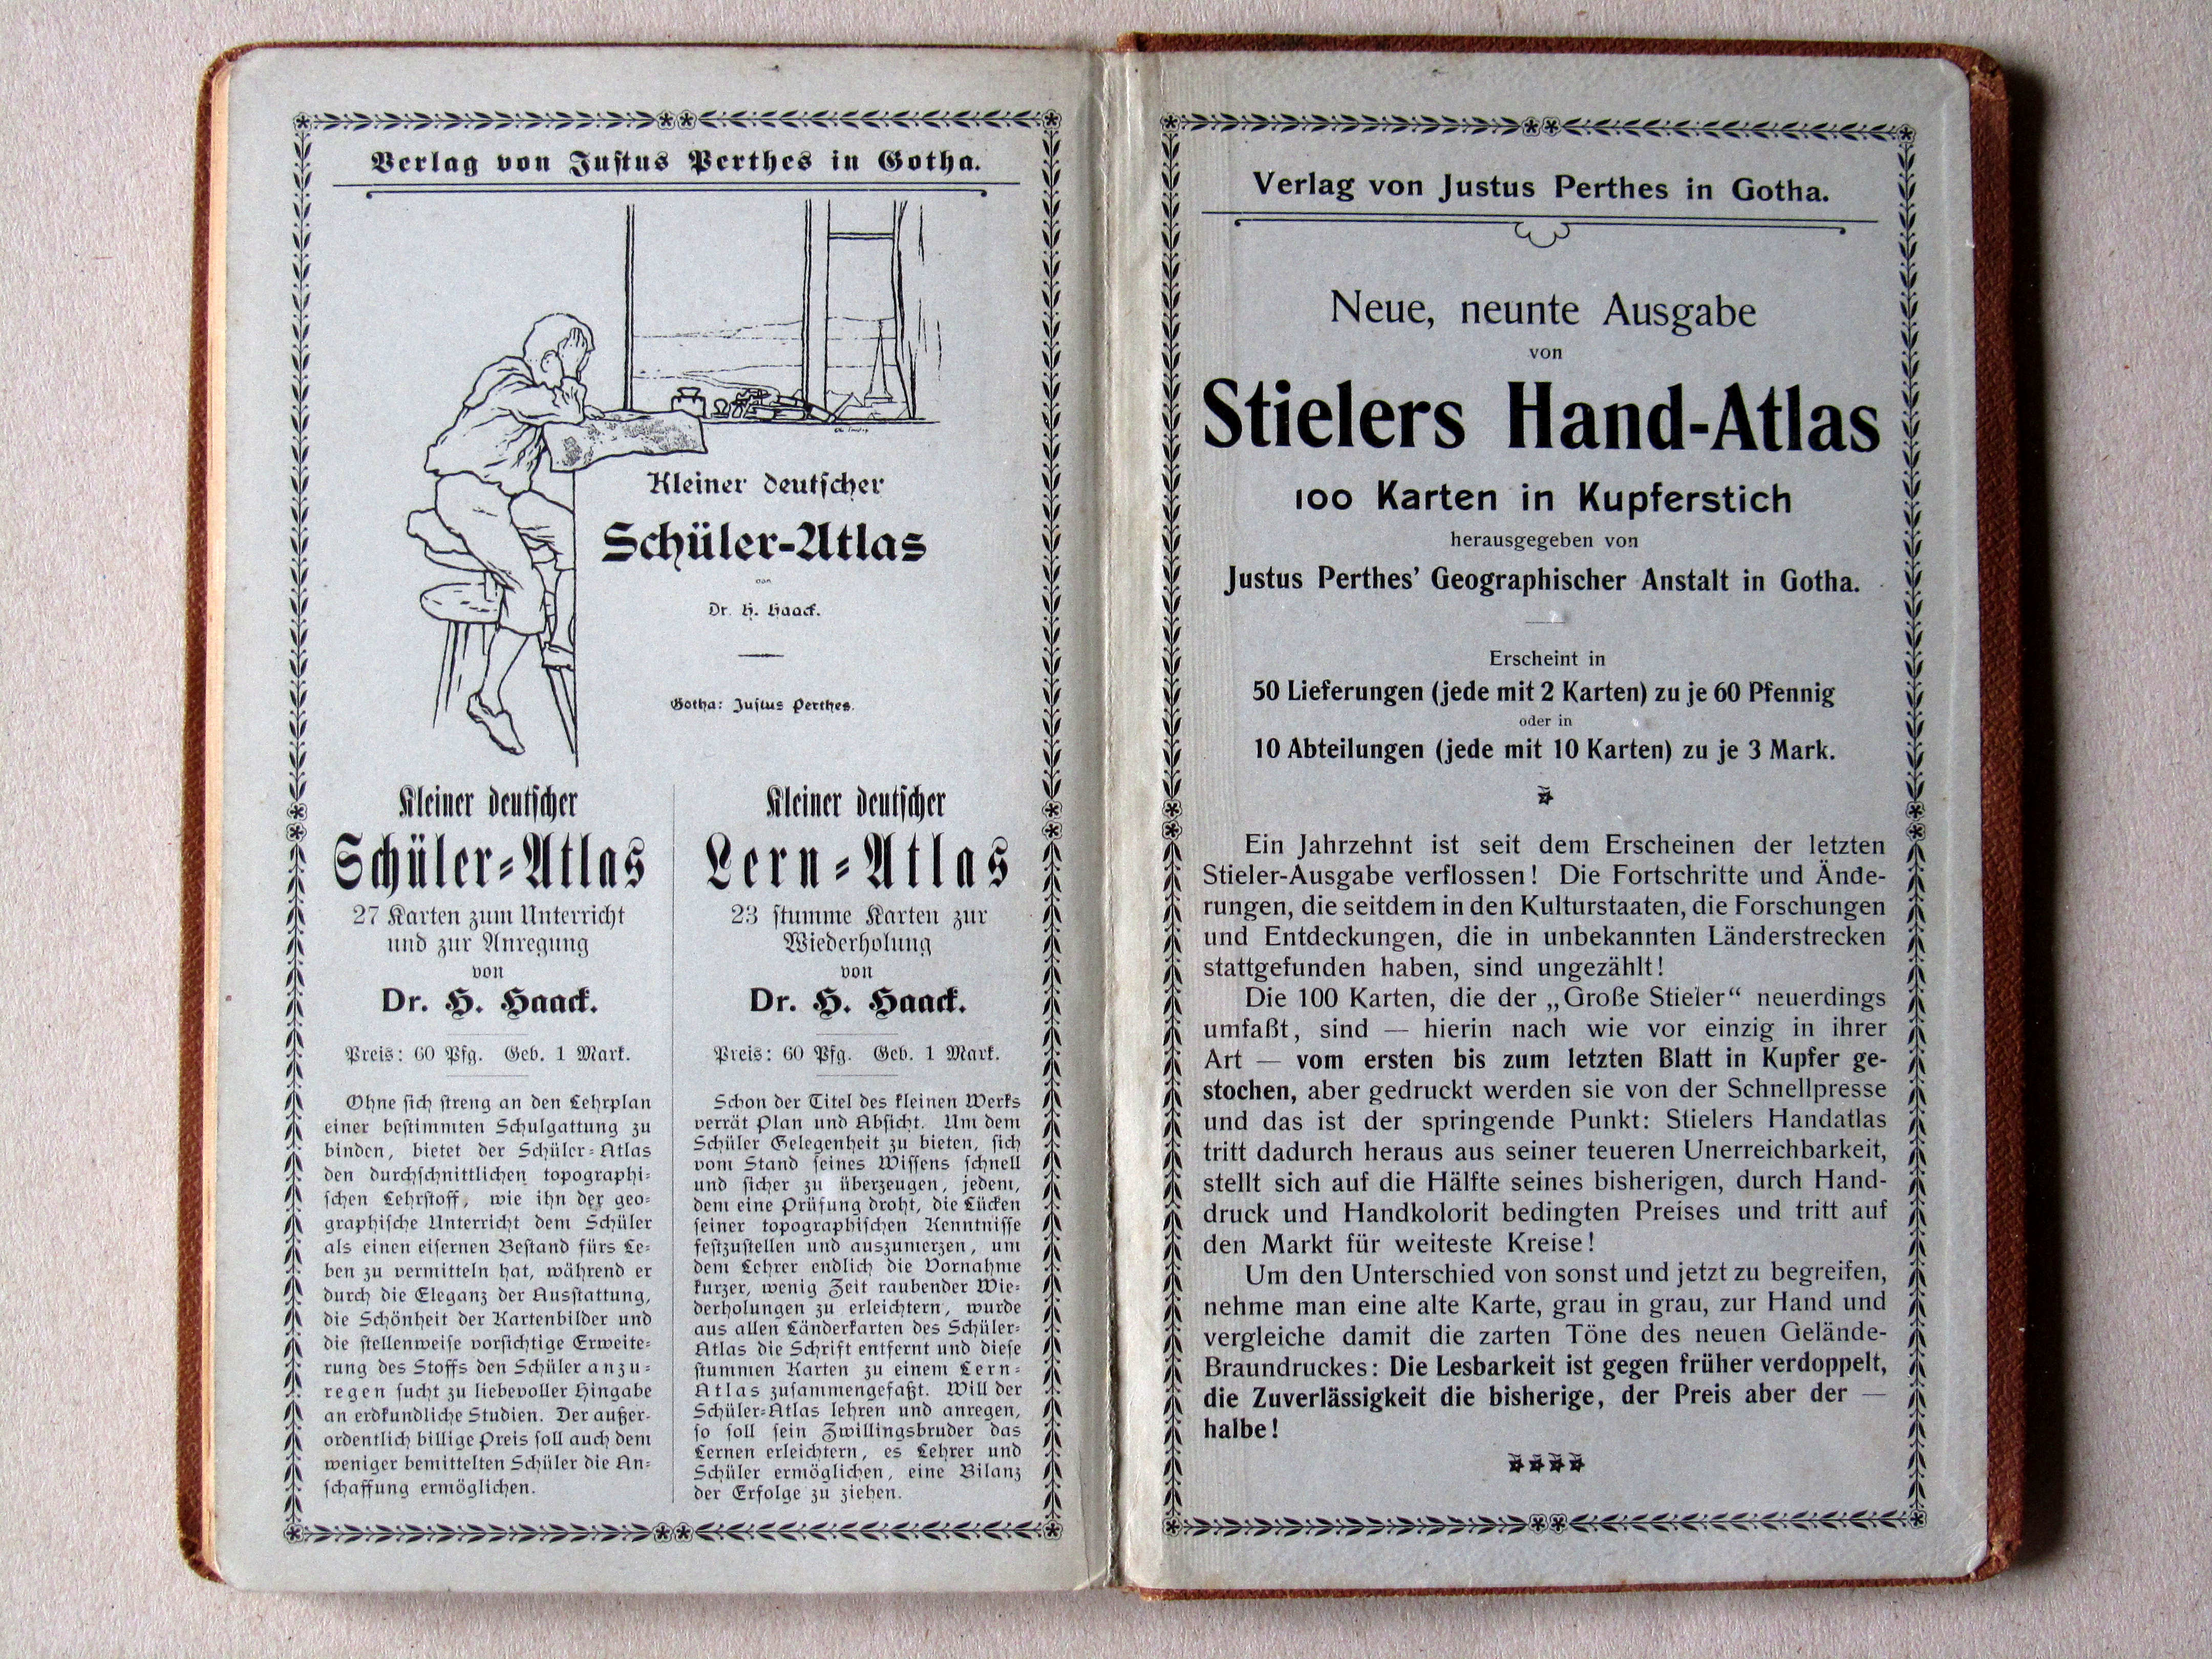 Verlag von Justus Perthes in Gotha.
Kleiner deutscher
Schüler-Atlas
von
Dr. H. Haack.
Gotha: Justus Perthes.
Kleiner deutscher
Schüler-Atlas
27 Karten zum Unterricht
und zur Anregung
von
Dr. H. Haack.
Preis: 60 Pfg. Geb. 1 Mark.
Ohne sich streng an den Lehrplan
einer bestimmten Schulgattung zu
binden, bietet der Schüler-Atlas
den durchschnittlichen topographi-
schen Lehrstoff, wie ihn der geo-
graphische Unterricht dem Schüler
als einen eisernen Bestand fürs Le-
ben zu vermitteln hat, während er
durch die Eleganz der Ausstattung,
die Schönheit der Kartenbilder und
die stellenweise vorsichtige Erweite-
rung des Stoffs den Schüler anzu-
regen sucht zu liebevoller Hingabe
an erdkundliche Studien. Der außer-
ordentlich billige Preis soll auch dem
weniger bemittelten Schüler die An-
schaffung ermöglichen.
Kleiner deutscher
Lern-Atlas
23 stumme Karten zur
Wiederholung
von
Dr. H. Haack.
Preis: 60 Pfg. Geb. 1 Mark.
Schon der Titel des kleinen Werks
verrät Plan und Absicht. Um dem
Schüler Gelegenheit zu bieten, sich
vom Stand seines Wissens schnell
und sicher zu überzeugen, jedem,
dem eine Prüfung droht, die Lücken
seiner topographischen Kenntnisse
festzustellen und auszumerzen, um
dem Lehrer endlich die Vornahme
kurzer, wenig Zeit raubender Wie-
derholungen zu erleichtern, wurde
aus allen Länderkarten des Schüler-
Atlas die Schrift entfernt und diese
stummen Karten zu einem Lern-
Atlas zusammengefaßt. Will der
Schüler-Atlas lehren und anregen,
so soll sein Zwillingsbruder das
Lernen erleichtern, es Lehrer und
Schüler ermöglichen, eine Bilanz
der Erfolge zu ziehen.
Verlag von Justus Perthes in Gotha.
Neue, neunte Ausgabe
von
Stielers Hand-Atlas
100 Karten in Kupferstich
herausgegeben von
Justus Perthes' Geographischer Anstalt in Gotha.
Erscheint in
50 Lieferungen (jede mit 2 Karten) zu je 60 Pfennig
oder in
10 Abteilungen (jede mit 10 Karten) zu je 3 Mark.
Ein Jahrzehnt ist seit dem Erscheinen der letzten
Stieler-Ausgabe verflossen! Die Fortschritte und Ände-
rungen, die seitdem in den Kulturstaaten, die Forschungen
und Entdeckungen, die in unbekannten Länderstrecken
stattgefunden haben, sind ungezählt!
Die 100 Karten, die der „Große Stieler“ neuerdings
umfaßt, sind — hierin nach wie vor einzig in ihrer
Art — vom ersten bis zum letzten Blatt in Kupfer ge-
stochen, aber gedruckt werden sie von der Schnellpresse
und das ist der springende Punkt: Stielers Handatlas
tritt dadurch heraus aus seiner teueren Unerreichbarkeit,
stellt sich auf die Hälfte seines bisherigen, durch Hand-
druck und Handkolorit bedingten Preises und tritt auf
den Markt für weiteste Kreise!
Um den Unterschied von sonst und jetzt zu begreifen,
nehme man eine alte Karte, grau in grau, zur Hand und
vergleiche damit die zarten Töne des neuen Gelände-
Braundruckes: Die Lesbarkeit ist gegen früher verdoppelt,
die Zuverlässigkeit die bisherige, der Preis aber der —
halbe!